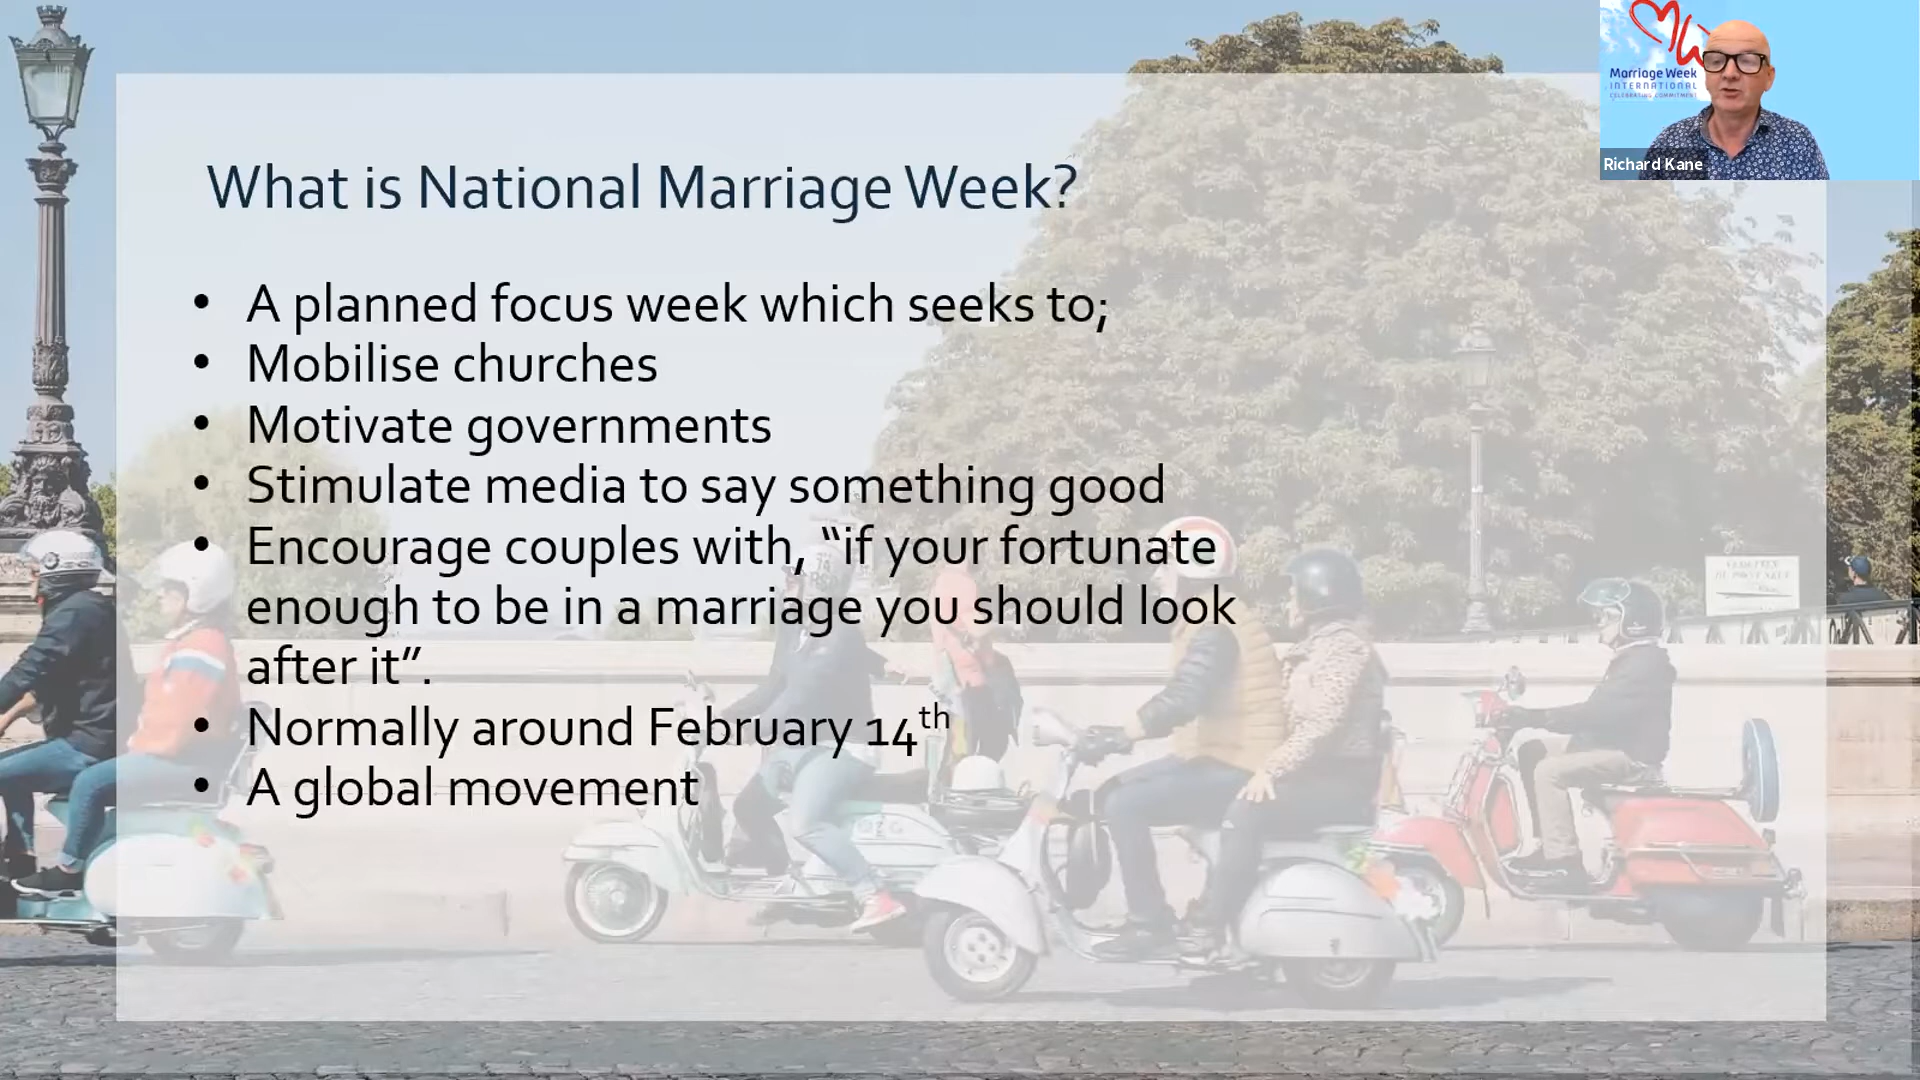 What is National Marriage Week?
• A planned focus week which seeks to;
• Mobilise churches
• Motivate governments
• Stimulate media to say something good
• Encourage couples with, “if your fortunate
enough to be in a marriage you should look
after it”.
• Normally around February 14th
• A global movement
Marriage Week
INTERNATIONAL
CELEBRATING COMMITMENT
Richard Kane